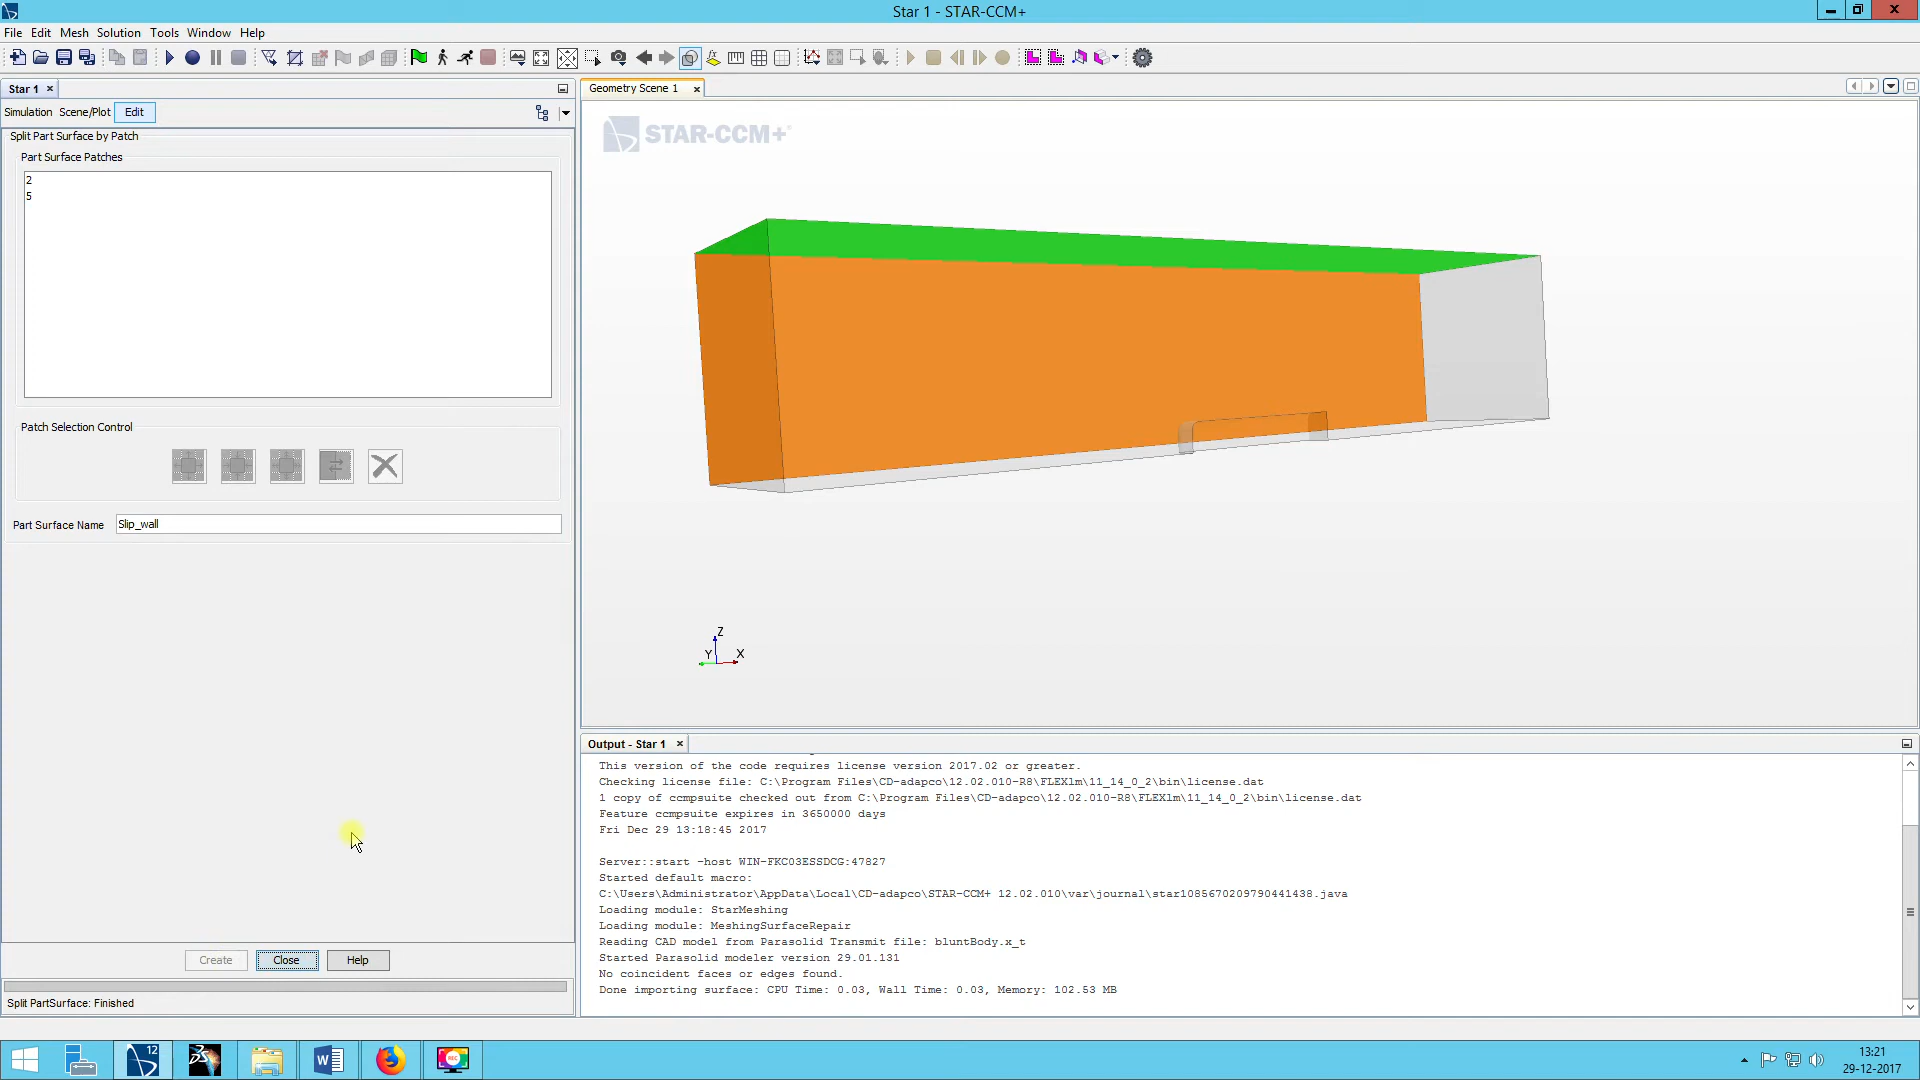 Star 1 - STAR-CCM+
File Edit Mesh Solution Tools Window Help
Star 1
Simulation Scene/Plot Edit
Split Part Surface by Patch
Part Surface Patches
2
5
Patch Selection Control
Part Surface Name Slip_wall
Create Close Help
Split PartSurface: Finished
Geometry Scene 1
STAR-CCM+
Z
Y X
Output - Star 1
This version of the code requires license version 2017.02 or greater.
Checking license file: C:\Program Files\CD-adapco\12.02.010-R8\FLEXlm\11_14_0_2\bin\license.dat
1 copy of ccmpsuite checked out from C:\Program Files\CD-adapco\12.02.010-R8\FLEXlm\11_14_0_2\bin\license.dat
Feature ccmpsuite expires in 3650000 days
Fri Dec 29 13:18:45 2017
Server::start -host WIN-FKC03ESSDCG:47827
Started default macro:
C:\Users\Administrator\AppData\Local\CD-adapco\STAR-CCM+ 12.02.010\var\journal\star1085670209790441438.java
Loading module: StarMeshing
Loading module: MeshingSurfaceRepair
Reading CAD model from Parasolid Transmit file: bluntBody.x_t
Started Parasolid modeler version 29.01.131
No coincident faces or edges found.
Done importing surface: CPU Time: 0.03, Wall Time: 0.03, Memory: 102.53 MB
12
REC
13:21
29-12-2017